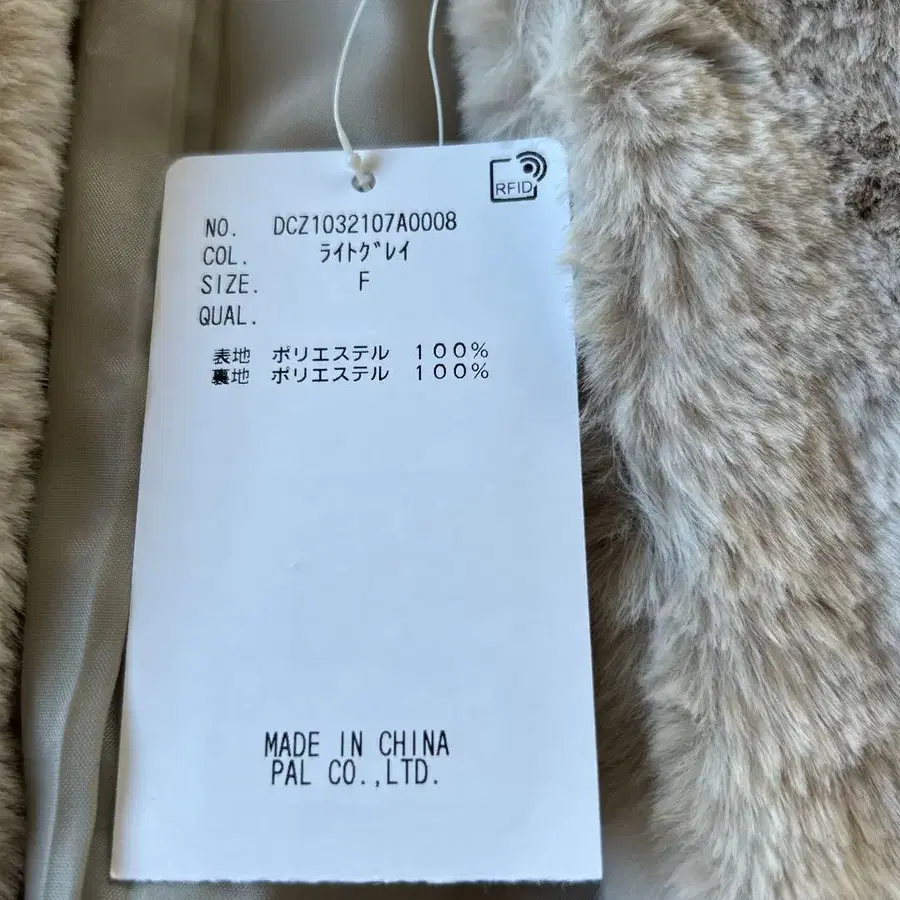 RFID
NO. DCZ1032107A0008
COL. ﾗｲﾄｸﾞﾚｲ
SIZE. F
QUAL.
表地 ポリエステル １００％
裏地 ポリエステル １００％
MADE IN CHINA
PAL CO.,LTD.